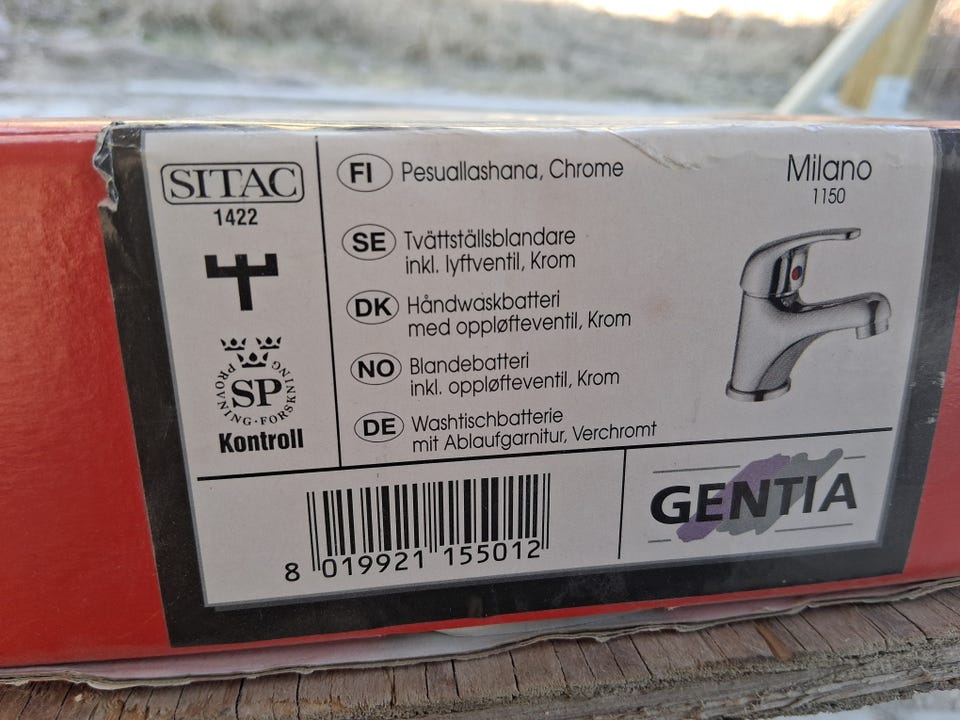 SITAC
1422
SP
PROVNING·FORSKNING
Kontroll
FI Pesuallashana, Chrome
SE Tvättställsblandare
inkl. lyftventil, Krom
DK Håndwaskbatteri
med oppløfteventil, Krom
NO Blandebatteri
inkl. oppløfteventil, Krom
DE Washtischbatterie
mit Ablaufgarnitur, Verchromt
Milano
1150
8 019921 155012
GENTIA